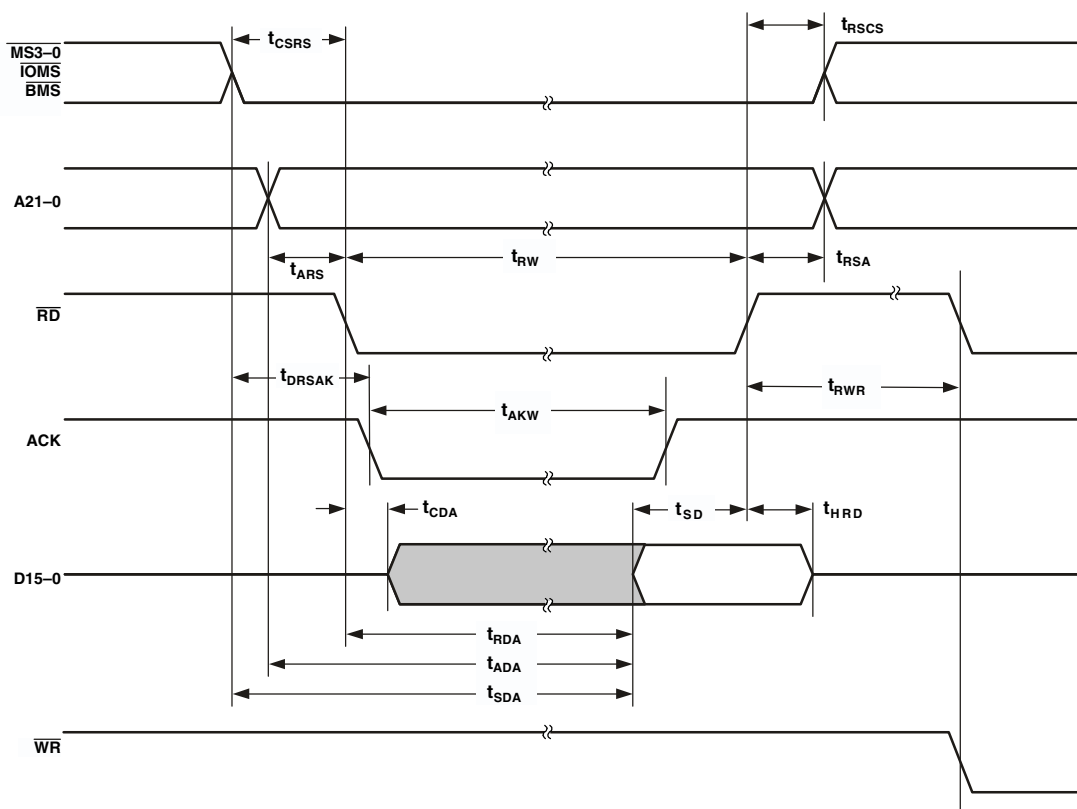 tCSRS
tRSCS
MS3–0
IOMS
BMS
A21–0
tARS
tRW
tRSA
RD
tDRSAK
tRWR
tAKW
ACK
tCDA
tSD
tHRD
D15–0
tRDA
tADA
tSDA
WR